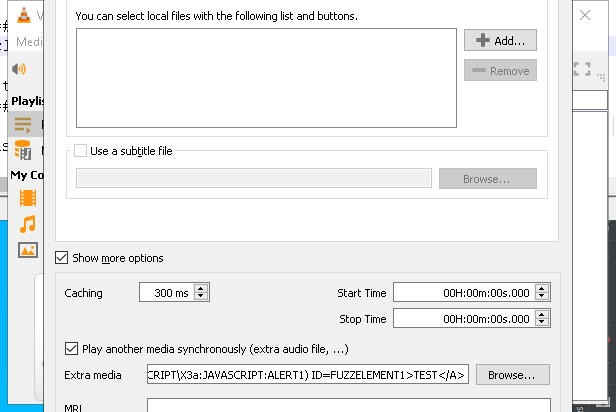 You can select local files with the following list and buttons.
Add...
Remove
Use a subtitle file
Browse...
Show more options
Caching
300 ms
Start Time
00H:00m:00s.000
Stop Time
00H:00m:00s.000
Play another media synchronously (extra audio file, ...)
Extra media
CRIPT\X3a:JAVASCRIPT:ALERT1) ID=FUZZELEMENT1>TEST</A>
Browse...
MRL
Media
Playlis
My Co